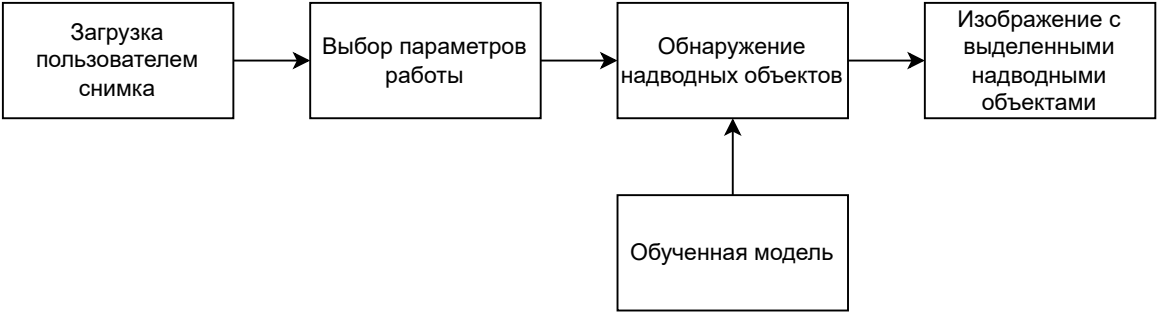 Загрузка
пользователем
снимка
Выбор параметров
работы
Обнаружение
надводных объектов
Изображение с
выделенными
надводными
объектами
Обученная модель